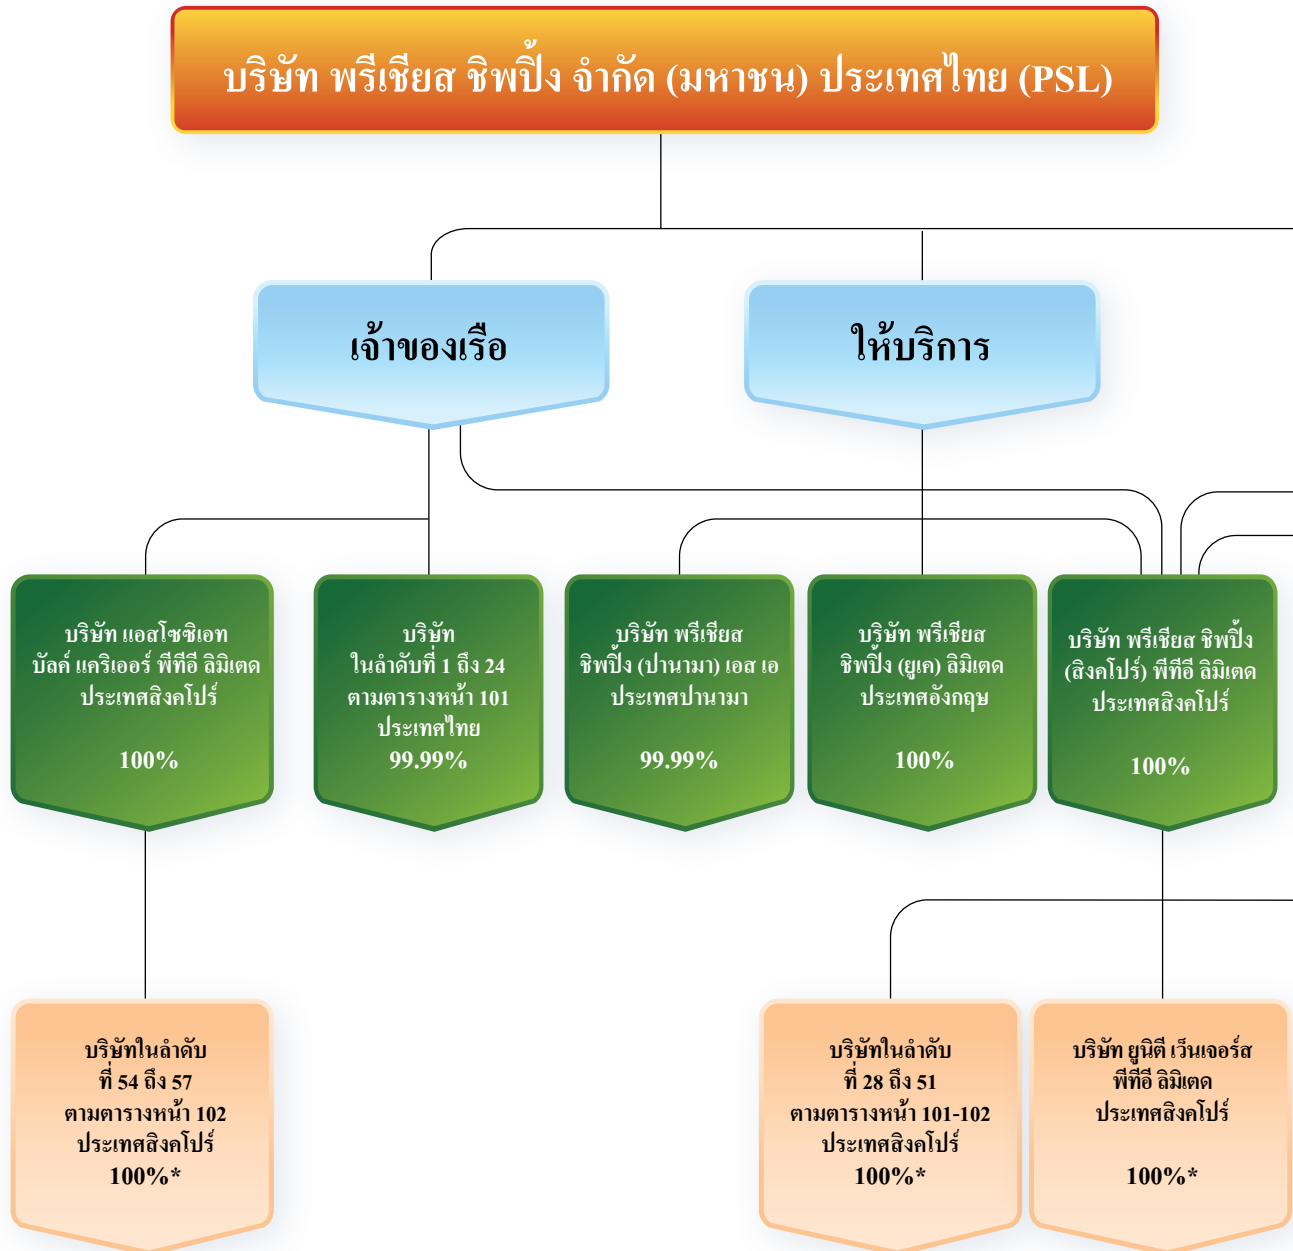 บริษัท พรีเชียส ชิพปิ้ง จำกัด (มหาชน) ประเทศไทย (PSL)
เจ้าของเรือ
ให้บริการ
บริษัท แอสโซซิเอท
บัลค์ แคริเออร์ พีทีอี ลิมิเตด
ประเทศสิงคโปร์
100%
บริษัท
ในลำดับที่ 1 ถึง 24
ตามตารางหน้า 101
ประเทศไทย
99.99%
บริษัท พรีเชียส
ชิพปิ้ง (ปานามา) เอส เอ
ประเทศปานามา
99.99%
บริษัท พรีเชียส
ชิพปิ้ง (ยูเค) ลิมิเตด
ประเทศอังกฤษ
100%
บริษัท พรีเชียส ชิพปิ้ง
(สิงคโปร์) พีทีอี ลิมิเตด
ประเทศสิงคโปร์
100%
บริษัทในลำดับ
ที่ 54 ถึง 57
ตามตารางหน้า 102
ประเทศสิงคโปร์
100%*
บริษัทในลำดับ
ที่ 28 ถึง 51
ตามตารางหน้า 101-102
ประเทศสิงคโปร์
100%*
บริษัท ยูนิตี เว็นเจอร์ส
พีทีอี ลิมิเตด
ประเทศสิงคโปร์
100%*